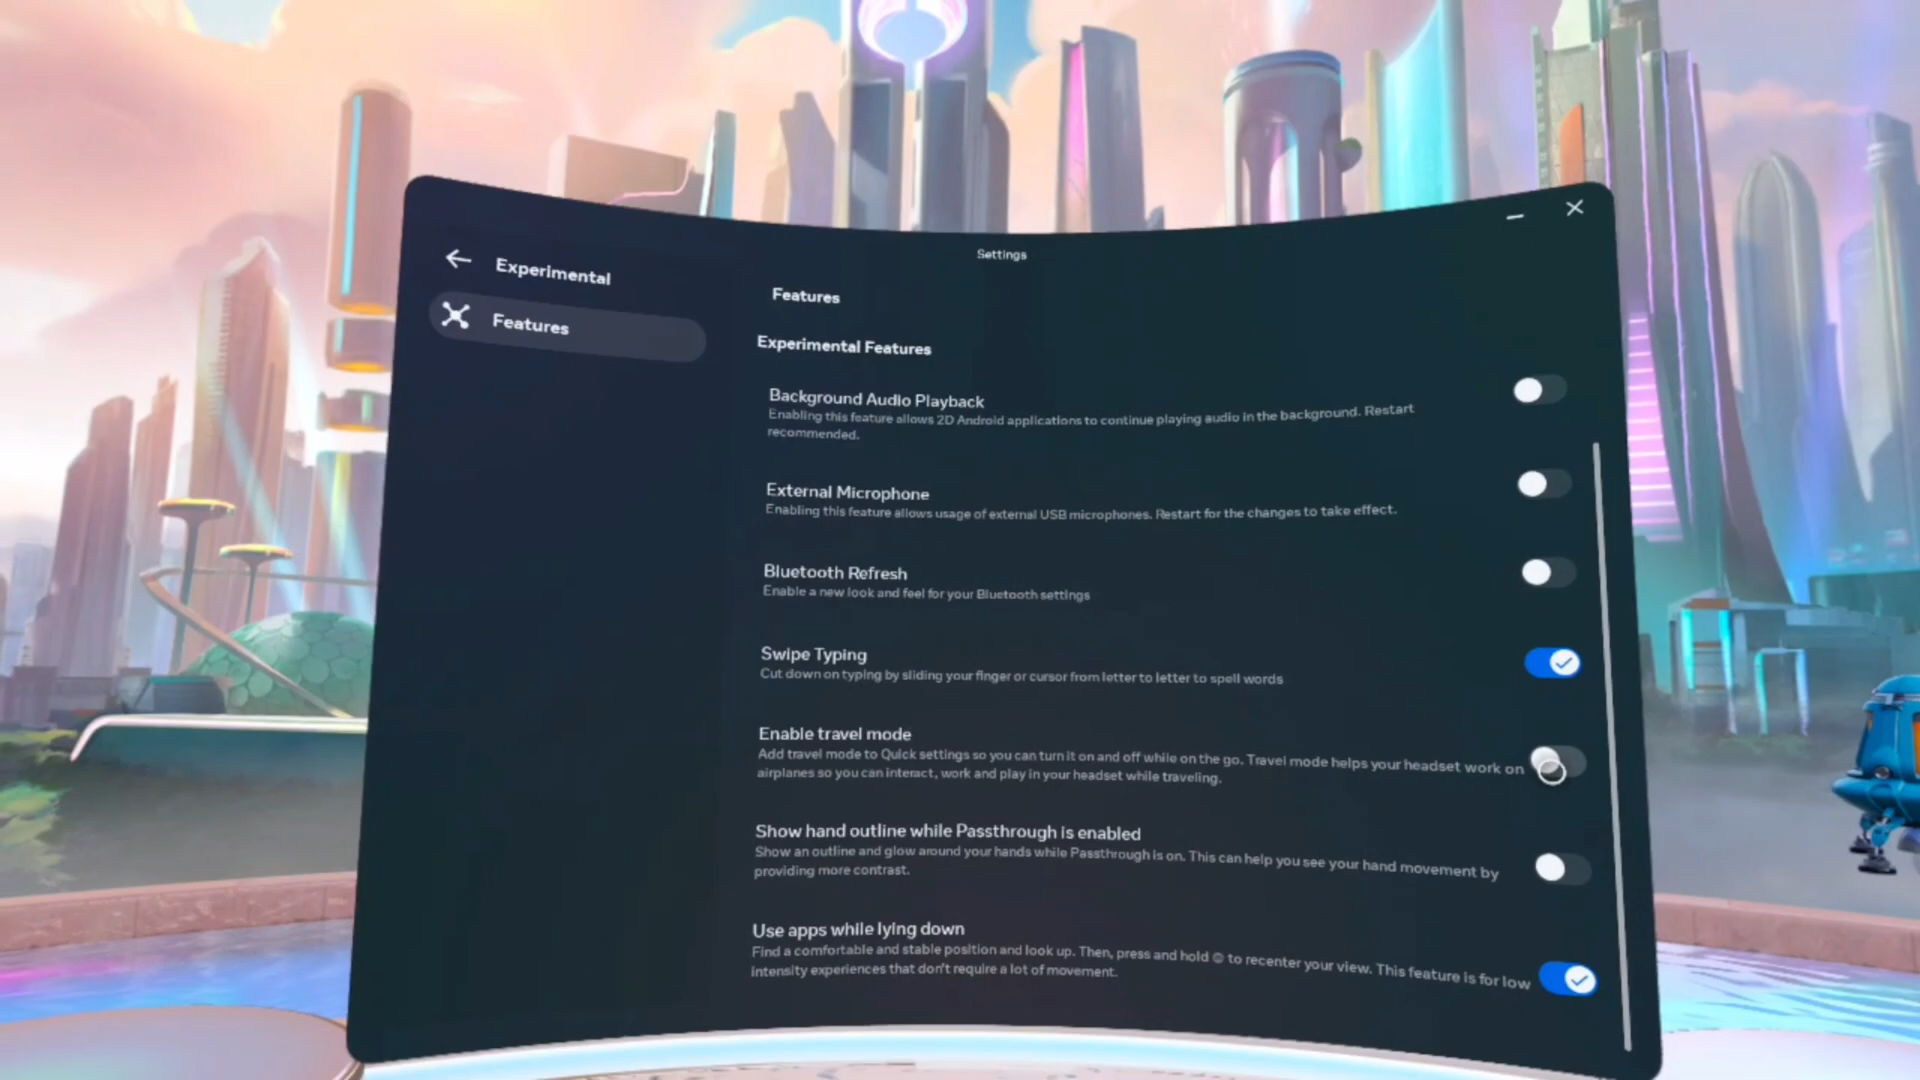 Settings
Experimental
Features
Features
Experimental Features
Background Audio Playback
Enabling this feature allows 2D Android applications to continue playing audio in the background. Restart
recommended.
External Microphone
Enabling this feature allows usage of external USB microphones. Restart for the changes to take effect.
Bluetooth Refresh
Enable a new look and feel for your Bluetooth settings
Swipe Typing
Cut down on typing by sliding your finger or cursor from letter to letter to spell words
Enable travel mode
Add travel mode to Quick settings so you can turn it on and off while on the go. Travel mode helps your headset work on
airplanes so you can interact, work and play in your headset while traveling.
Show hand outline while Passthrough is enabled
Show an outline and glow around your hands while Passthrough is on. This can help you see your hand movement by
providing more contrast.
Use apps while lying down
Find a comfortable and stable position and look up. Then, press and hold to recenter your view. This feature is for low
intensity experiences that don't require a lot of movement.